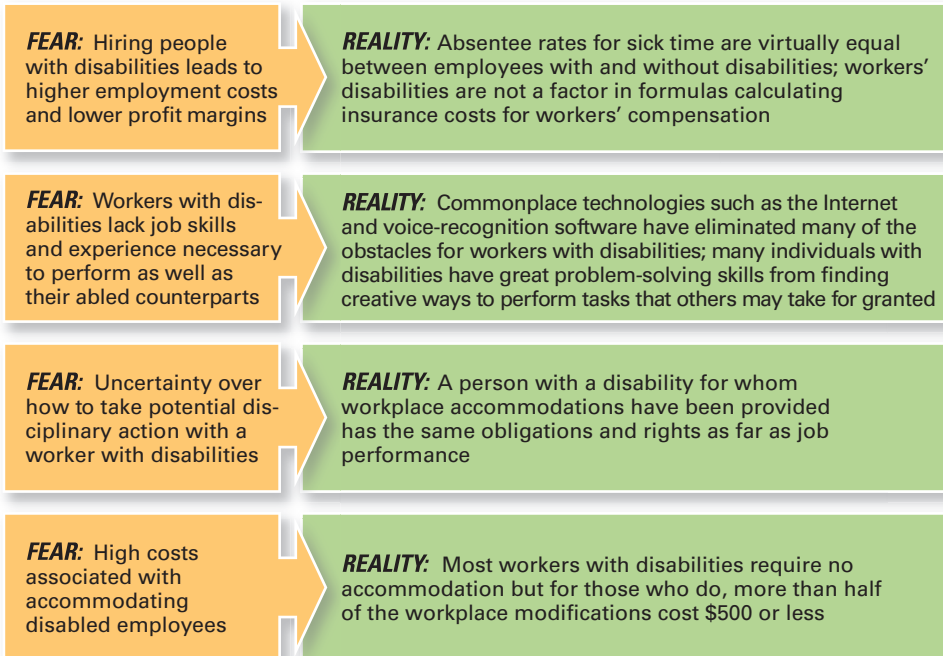 FEAR: Hiring people
with disabilities leads to
higher employment costs
and lower profit margins
REALITY: Absentee rates for sick time are virtually equal
between employees with and without disabilities; workers’
disabilities are not a factor in formulas calculating
insurance costs for workers’ compensation
FEAR: Workers with dis-
abilities lack job skills
and experience necessary
to perform as well as
their abled counterparts
REALITY: Commonplace technologies such as the Internet
and voice-recognition software have eliminated many of the
obstacles for workers with disabilities; many individuals with
disabilities have great problem-solving skills from finding
creative ways to perform tasks that others may take for granted
FEAR: Uncertainty over
how to take potential dis-
ciplinary action with a
worker with disabilities
REALITY: A person with a disability for whom
workplace accommodations have been provided
has the same obligations and rights as far as job
performance
FEAR: High costs
associated with
accommodating
disabled employees
REALITY: Most workers with disabilities require no
accommodation but for those who do, more than half
of the workplace modifications cost $500 or less